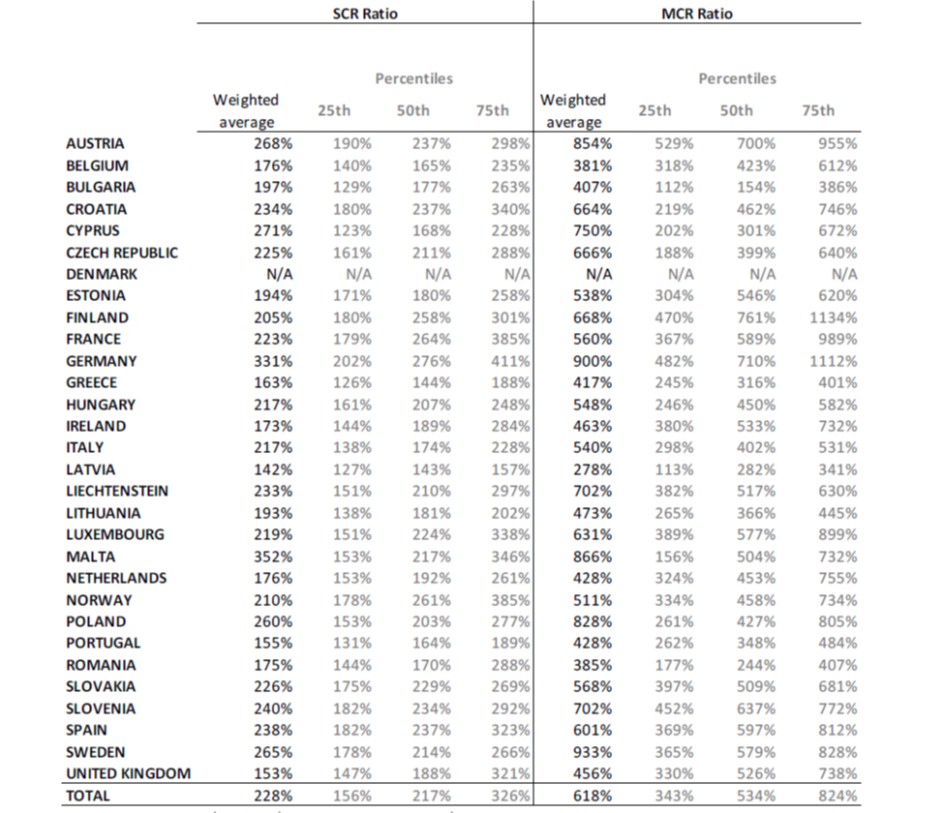 SCR Ratio MCR Ratio
Percentiles Percentiles
Weighted average 25th 50th 75th Weighted average 25th 50th 75th
AUSTRIA 268% 190% 237% 298% 854% 529% 700% 955%
BELGIUM 176% 140% 165% 235% 381% 318% 423% 612%
BULGARIA 197% 129% 177% 263% 407% 112% 154% 386%
CROATIA 234% 180% 237% 340% 664% 219% 462% 746%
CYPRUS 271% 123% 168% 228% 750% 202% 301% 672%
CZECH REPUBLIC 225% 161% 211% 288% 666% 188% 399% 640%
DENMARK N/A N/A N/A N/A N/A N/A N/A N/A
ESTONIA 194% 171% 180% 258% 538% 304% 546% 620%
FINLAND 205% 180% 258% 301% 668% 470% 761% 1134%
FRANCE 223% 179% 264% 385% 560% 367% 589% 989%
GERMANY 331% 202% 276% 411% 900% 482% 710% 1112%
GREECE 163% 126% 144% 188% 417% 245% 316% 401%
HUNGARY 217% 161% 207% 248% 548% 246% 450% 582%
IRELAND 173% 144% 189% 284% 463% 380% 533% 732%
ITALY 217% 138% 174% 228% 540% 298% 402% 531%
LATVIA 142% 127% 143% 157% 278% 113% 282% 341%
LIECHTENSTEIN 233% 151% 210% 297% 702% 382% 517% 630%
LITHUANIA 193% 138% 181% 202% 473% 265% 366% 445%
LUXEMBOURG 219% 151% 224% 338% 631% 389% 577% 899%
MALTA 352% 153% 217% 346% 866% 156% 504% 732%
NETHERLANDS 176% 153% 192% 261% 428% 324% 453% 755%
NORWAY 210% 178% 261% 385% 511% 334% 458% 734%
POLAND 260% 153% 203% 277% 828% 261% 427% 805%
PORTUGAL 155% 131% 164% 189% 428% 262% 348% 484%
ROMANIA 175% 144% 170% 288% 385% 177% 244% 407%
SLOVAKIA 226% 175% 229% 269% 568% 397% 509% 681%
SLOVENIA 240% 182% 234% 292% 702% 452% 637% 772%
SPAIN 238% 182% 237% 323% 601% 369% 597% 812%
SWEDEN 265% 178% 214% 266% 933% 365% 579% 828%
UNITED KINGDOM 153% 147% 188% 321% 456% 330% 526% 738%
TOTAL 228% 156% 217% 326% 618% 343% 534% 824%